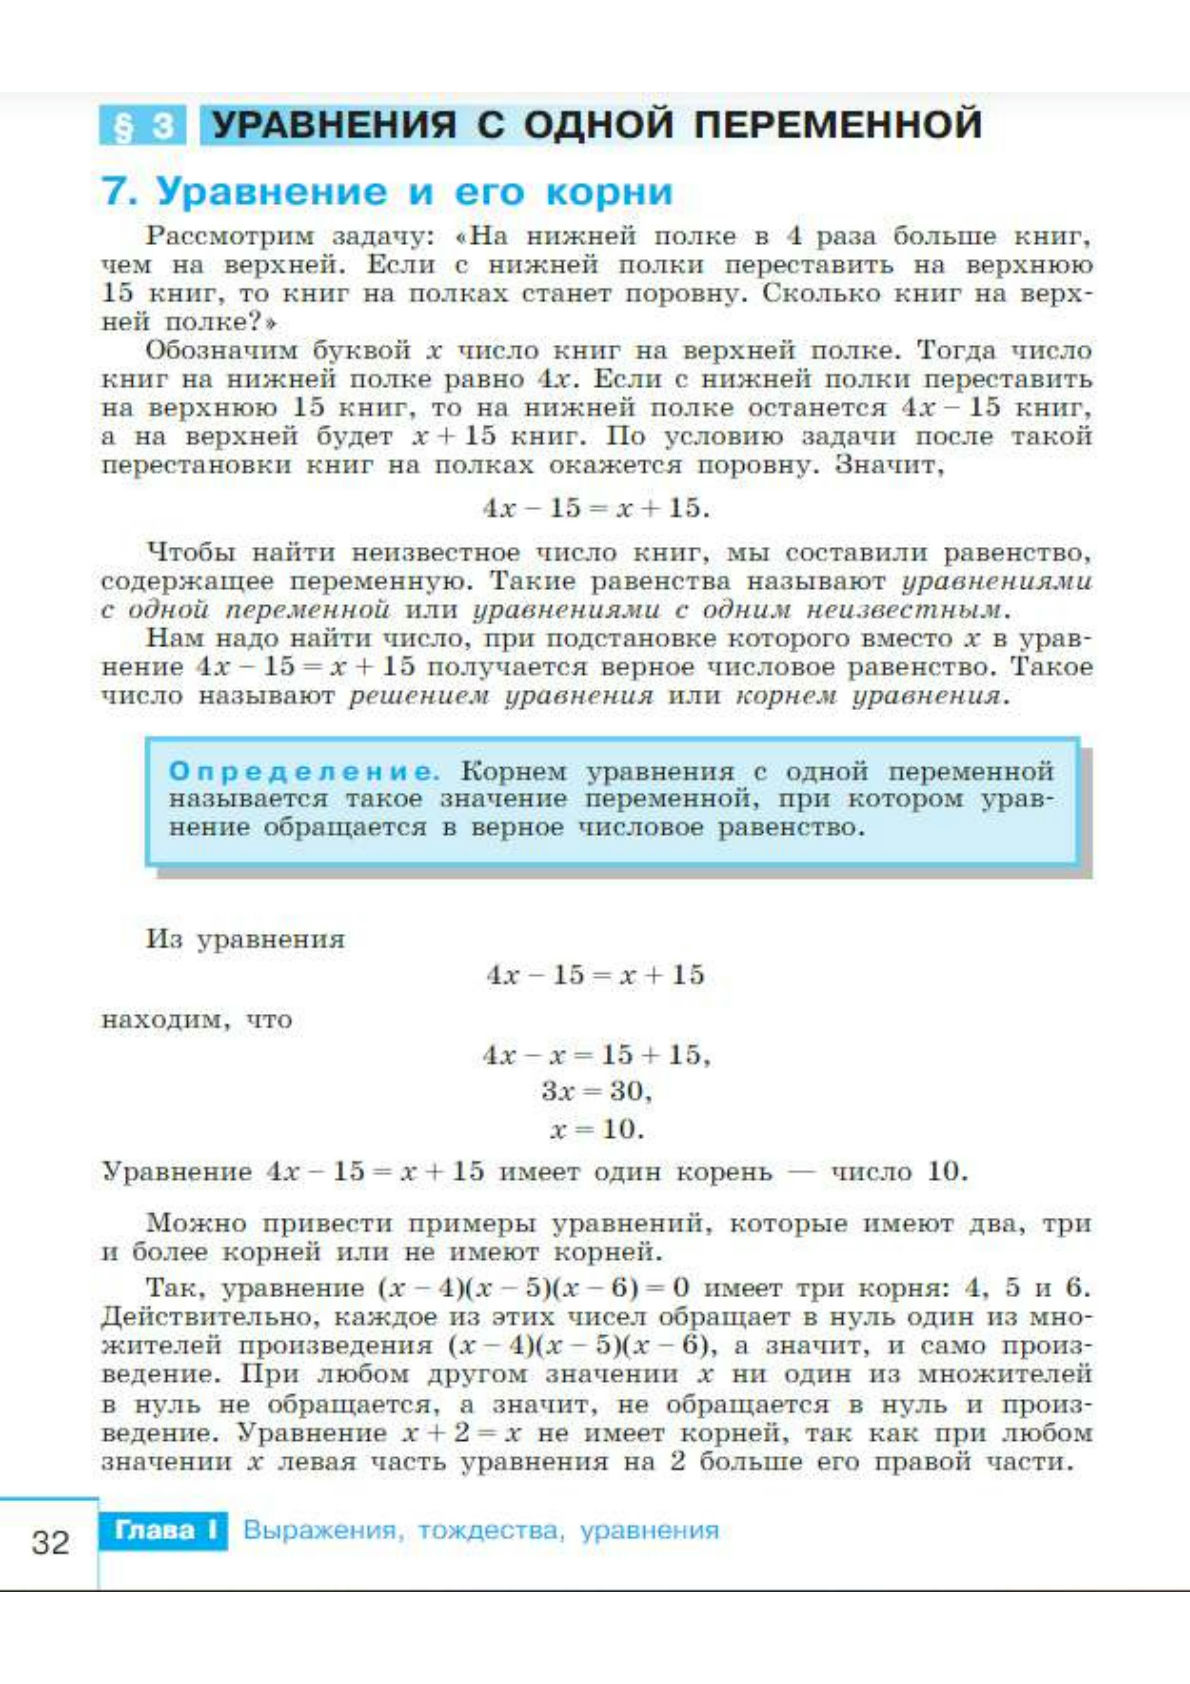 § 3 УРАВНЕНИЯ С ОДНОЙ ПЕРЕМЕННОЙ
7. Уравнение и его корни
Рассмотрим задачу: «На нижней полке в 4 раза больше книг,
чем на верхней. Если с нижней полки переставить на верхнюю
15 книг, то книг на полках станет поровну. Сколько книг на верх-
ней полке?»
Обозначим буквой x число книг на верхней полке. Тогда число
книг на нижней полке равно 4x. Если с нижней полки переставить
на верхнюю 15 книг, то на нижней полке останется 4x – 15 книг,
а на верхней будет x + 15 книг. По условию задачи после такой
перестановки книг на полках окажется поровну. Значит,
4x – 15 = x + 15.
Чтобы найти неизвестное число книг, мы составили равенство,
содержащее переменную. Такие равенства называют уравнениями
с одной переменной или уравнениями с одним неизвестным.
Нам надо найти число, при подстановке которого вместо x в урав-
нение 4x – 15 = x + 15 получается верное числовое равенство. Такое
число называют решением уравнения или корнем уравнения.
Определение. Корнем уравнения с одной переменной
называется такое значение переменной, при котором урав-
нение обращается в верное числовое равенство.
Из уравнения
4x – 15 = x + 15
находим, что
4x – x = 15 + 15,
3x = 30,
x = 10.
Уравнение 4x – 15 = x + 15 имеет один корень — число 10.
Можно привести примеры уравнений, которые имеют два, три
и более корней или не имеют корней.
Так, уравнение (x – 4)(x – 5)(x – 6) = 0 имеет три корня: 4, 5 и 6.
Действительно, каждое из этих чисел обращает в нуль один из мно-
жителей произведения (x – 4)(x – 5)(x – 6), а значит, и само произ-
ведение. При любом другом значении x ни один из множителей
в нуль не обращается, а значит, не обращается в нуль и произ-
ведение. Уравнение x + 2 = x не имеет корней, так как при любом
значении x левая часть уравнения на 2 больше его правой части.
32 Глава I Выражения, тождества, уравнения